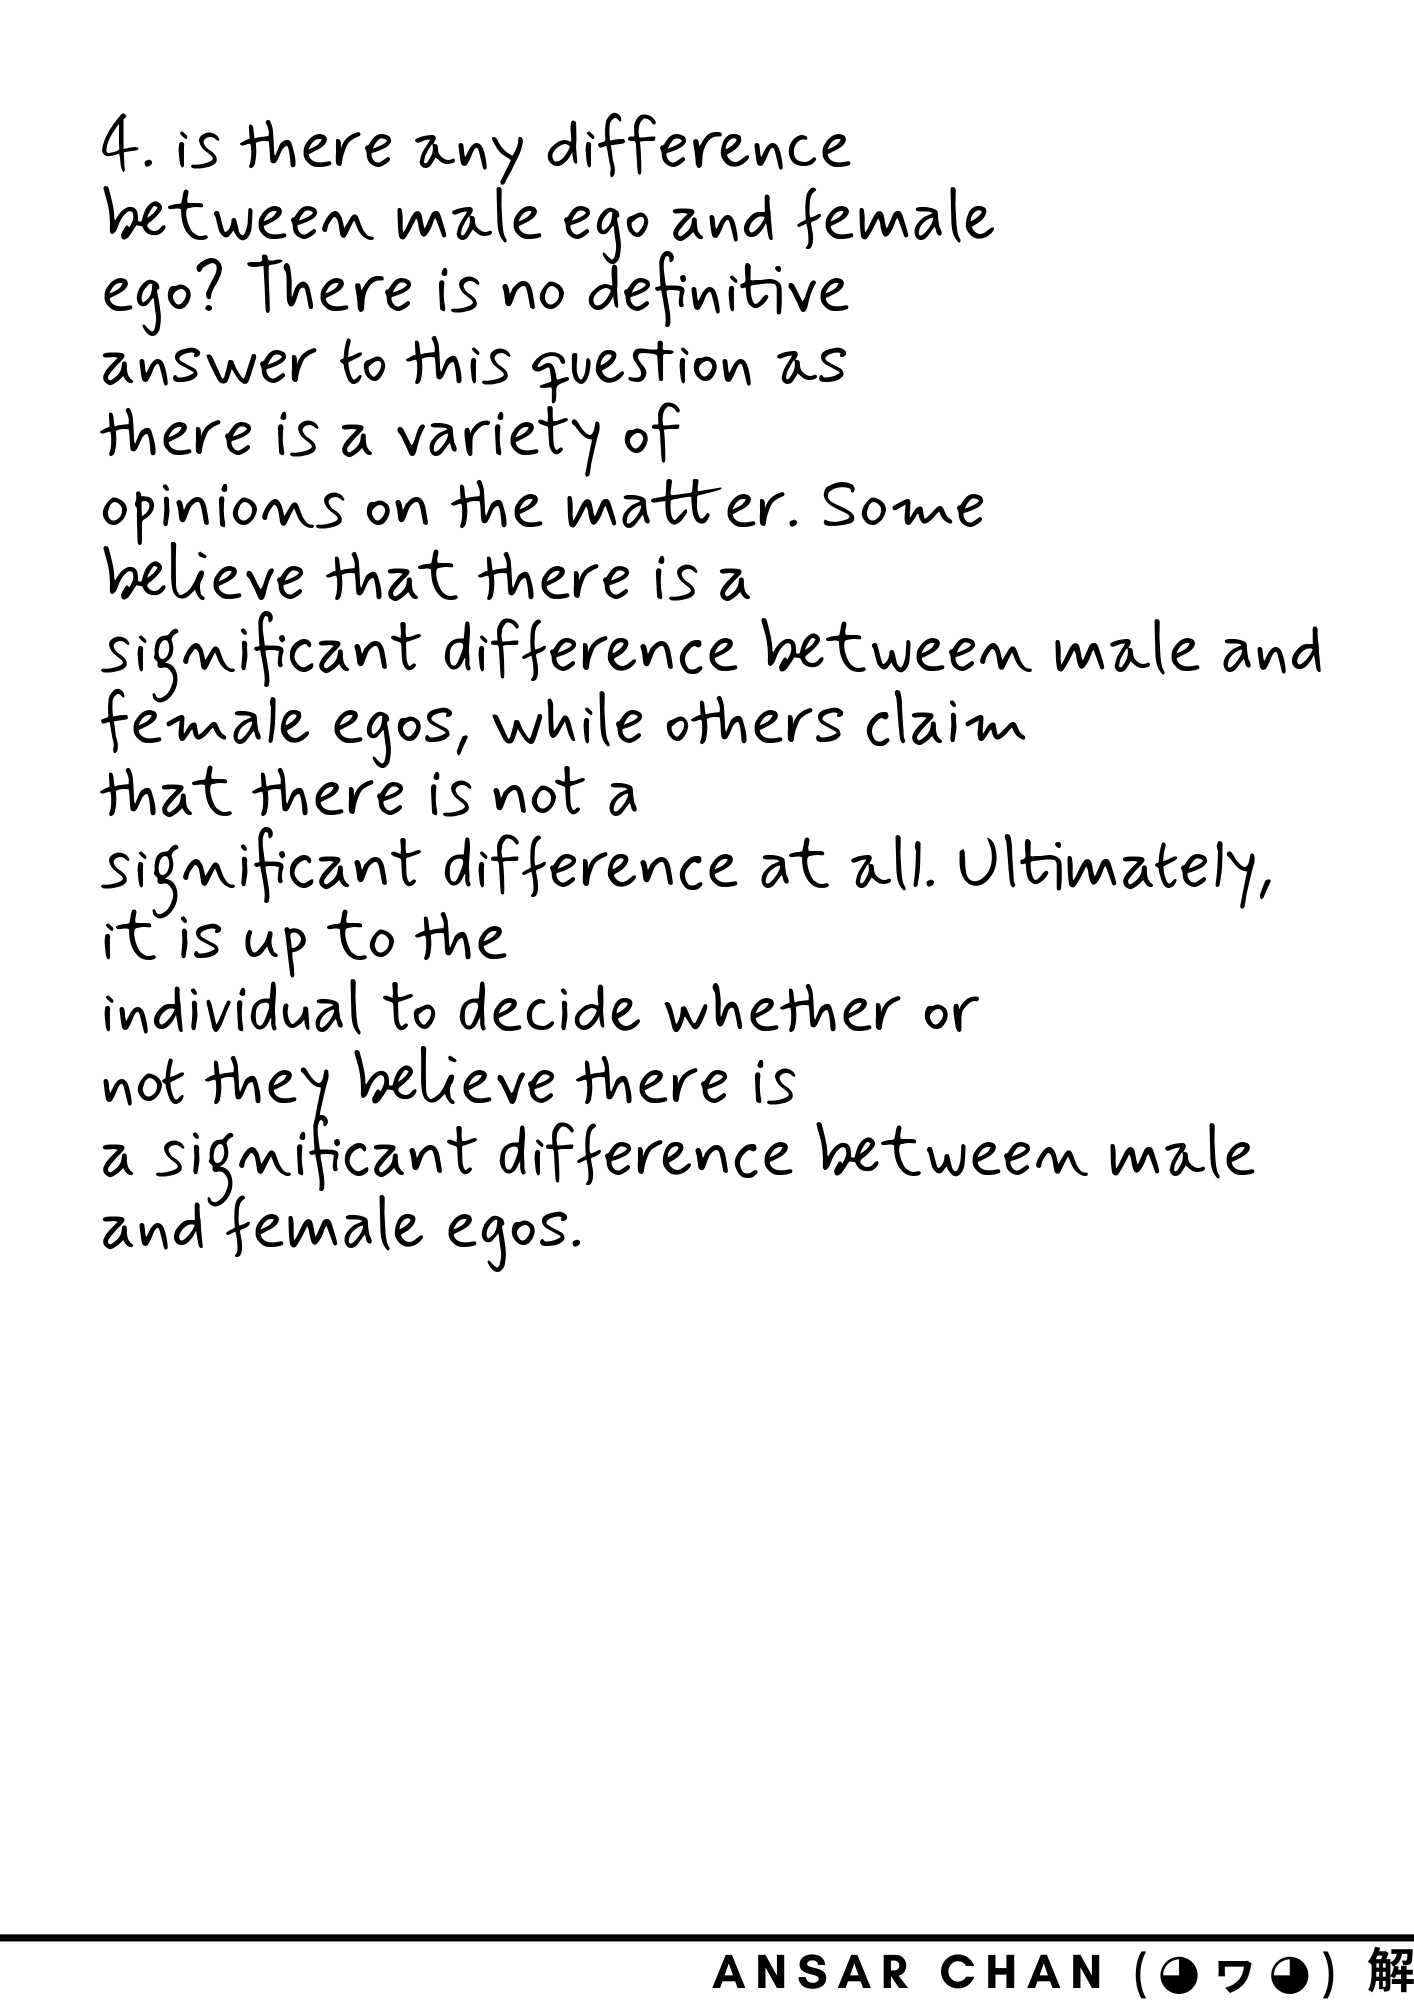 4. is there any difference
between male ego and female
ego? There is no definitive
answer to this question as
there is a variety of
opinions on the matter. Some
believe that there is a
significant difference between male and
female egos, while others claim
that there is not a
significant difference at all. Ultimately,
it is up to the
individual to decide whether or
not they believe there is
a significant difference between male
and female egos.
ANSAR CHAN (◕ヮ◕) 解